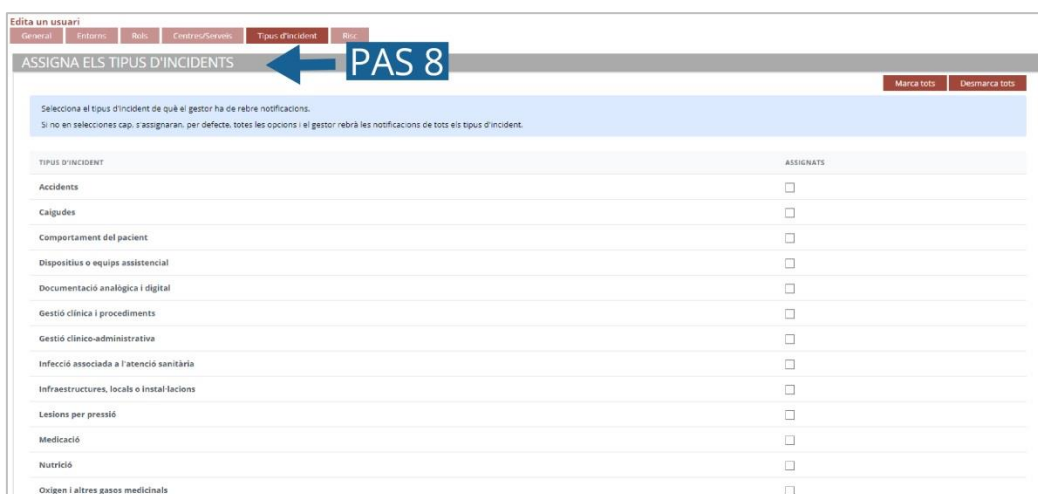 Edita un usuari
General Entorns Rols Centres/Serveis Tipus d'incident Risc
ASSIGNA ELS TIPUS D'INCIDENTS PAS 8
Marca tots Desmarca tots
Selecciona el tipus d'incident de què el gestor ha de rebre notificacions.
Si no en selecciones cap, s'assignaran, per defecte, totes les opcions i el gestor rebrà les notificacions de tots els tipus d'incident.
TIPUS D'INCIDENT ASSIGNATS
Accidents
Caigudes
Comportament del pacient
Dispositius o equips assistencial
Documentació analògica i digital
Gestió clínica i procediments
Gestió clínico-administrativa
Infecció associada a l'atenció sanitària
Infraestructures, locals o instal·lacions
Lesions per pressió
Medicació
Nutrició
Oxigen i altres gasos medicinals